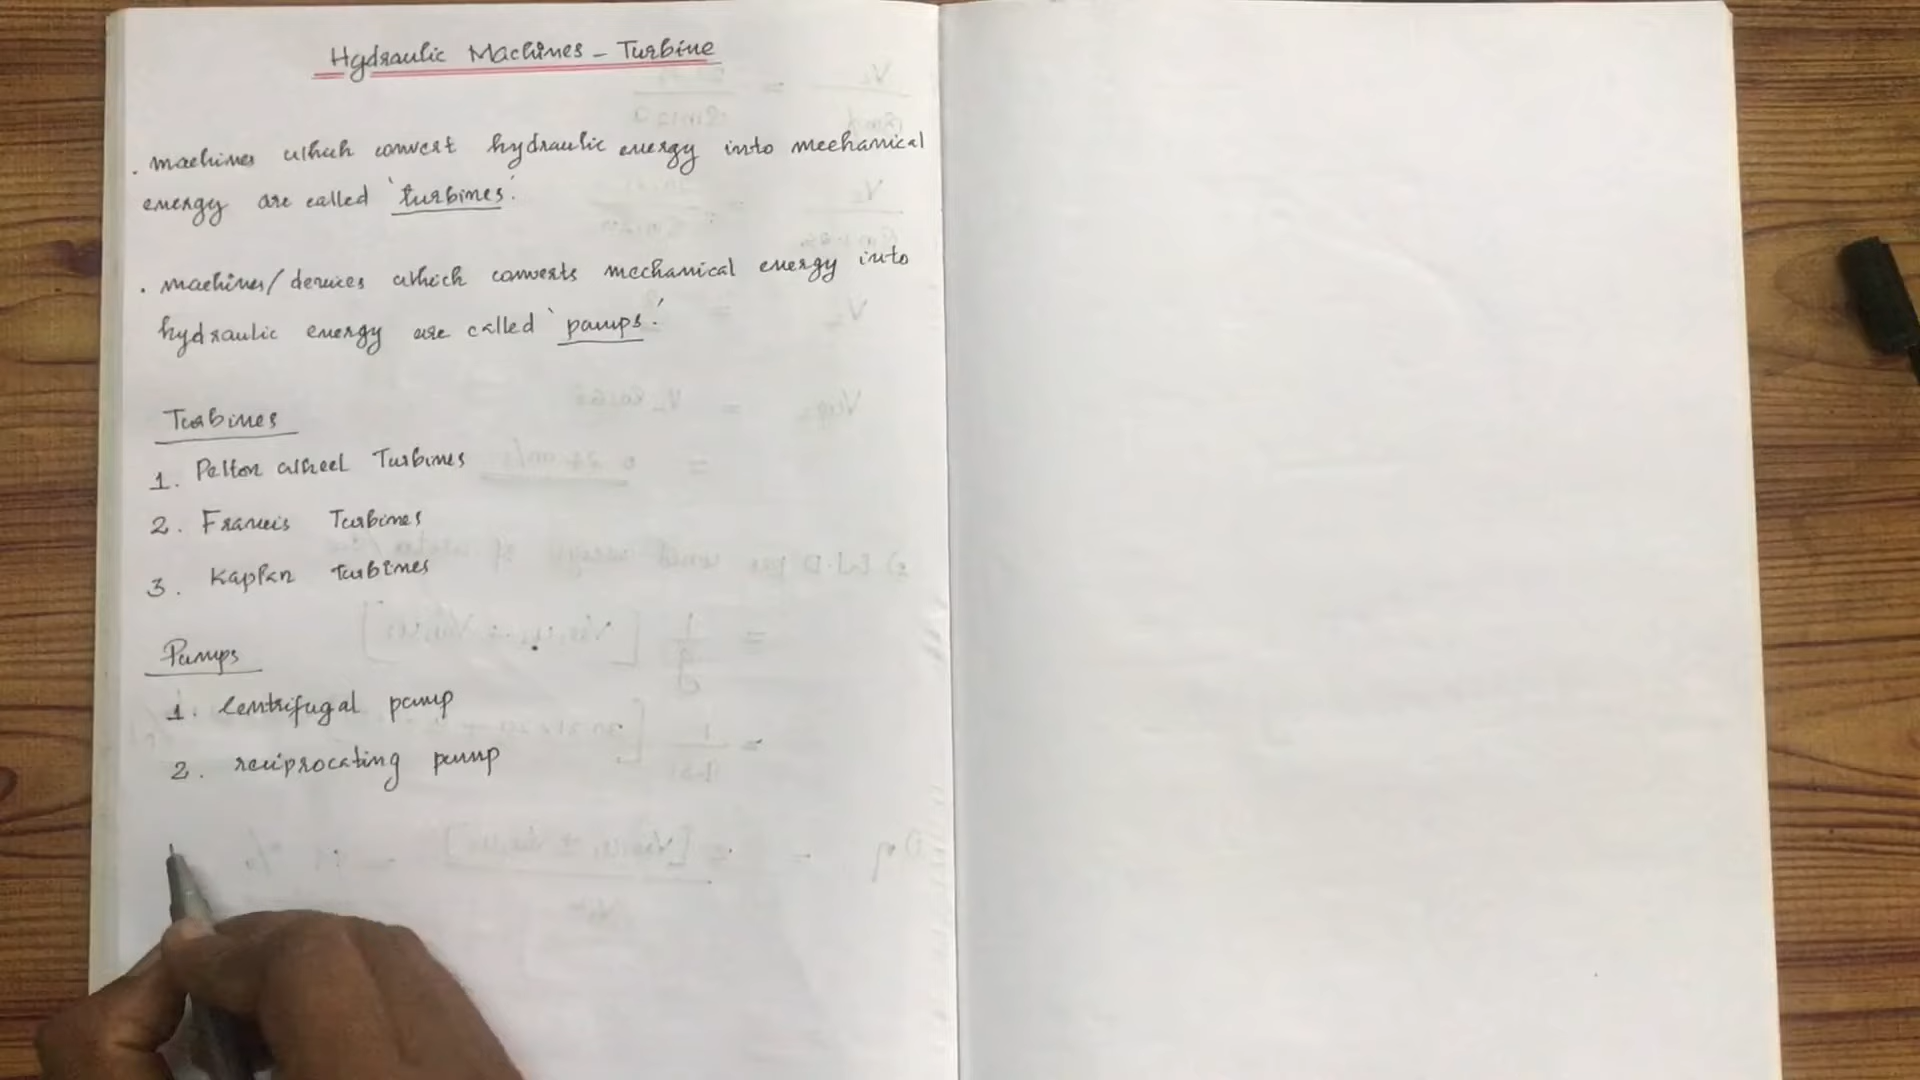 Hydraulic Machines - Turbine
. machines which convert hydraulic energy into mechanical
energy are called 'turbines'.
. machines/devices which converts mechanical energy into
hydraulic energy are called 'pumps'.
Turbines
1. Pelton wheel Turbines
2. Francis Turbines
3. Kaplan Turbines
Pumps
1. Centrifugal pump
2. reciprocating pump